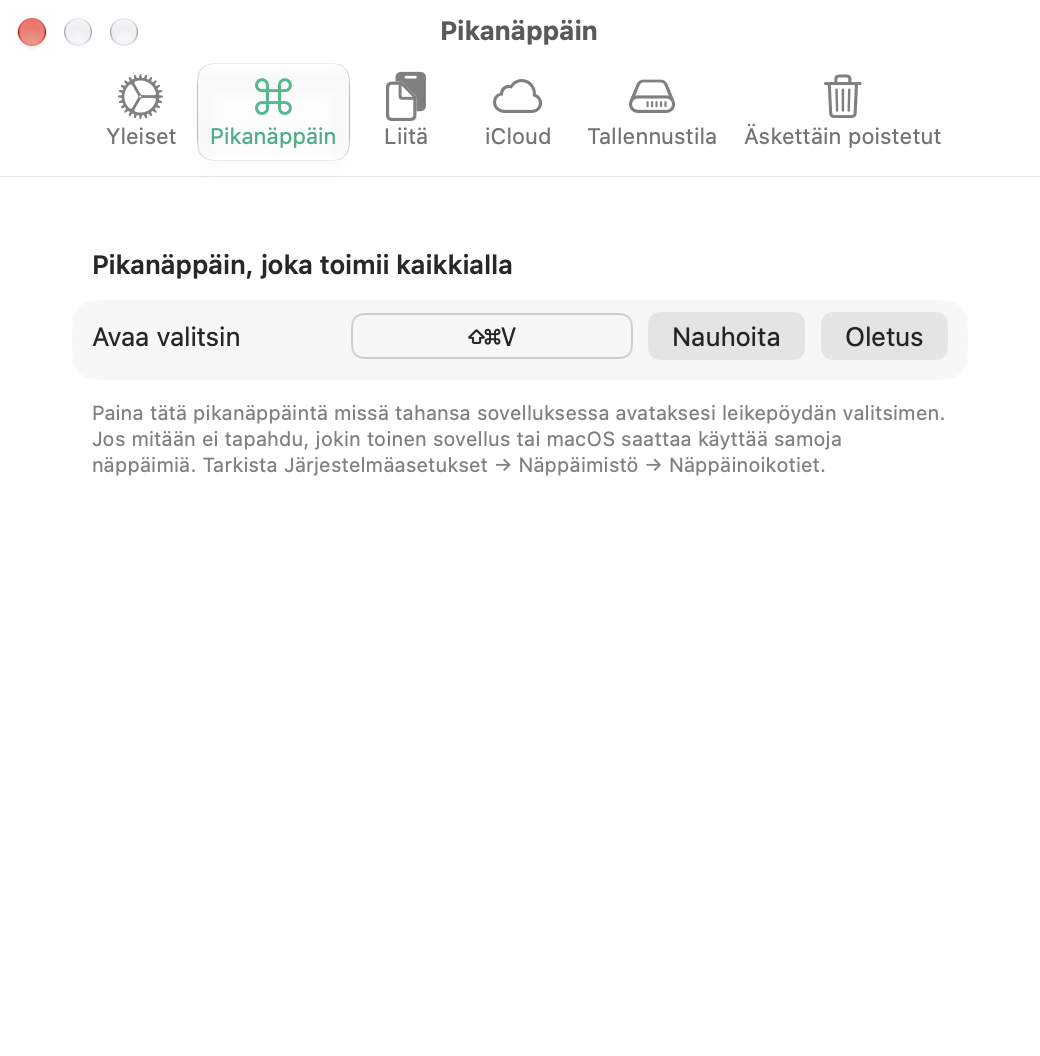 Pikanäppäin
Yleiset
Pikanäppäin
Liitä
iCloud
Tallennustila
Äskettäin poistetut
Pikanäppäin, joka toimii kaikkialla
Avaa valitsin
⇧⌘V
Nauhoita
Oletus
Paina tätä pikanäppäintä missä tahansa sovelluksessa avataksesi leikepöydän valitsimen.
Jos mitään ei tapahdu, jokin toinen sovellus tai macOS saattaa käyttää samoja
näppäimiä. Tarkista Järjestelmäasetukset → Näppäimistö → Näppäinoikotiet.